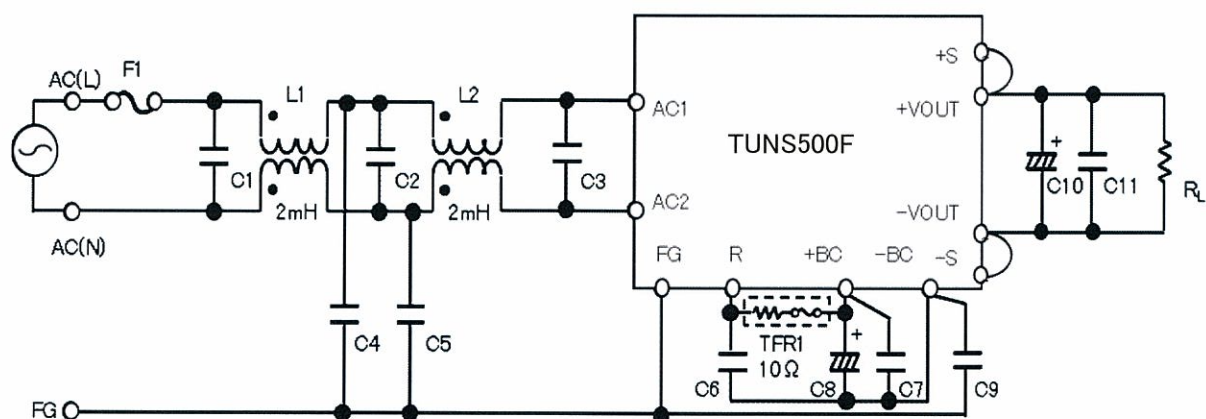 AC(L)
F1
L1
L2
C1
2mH
C2
2mH
C3
AC(N)
C4
C5
FG
AC1
AC2
TUNS500F
+S
+VOUT
-VOUT
-S
FG
R
+BC
-BC
+
C10
C11
RL
TFR1
10Ω
+
C6
C8
C7
C9